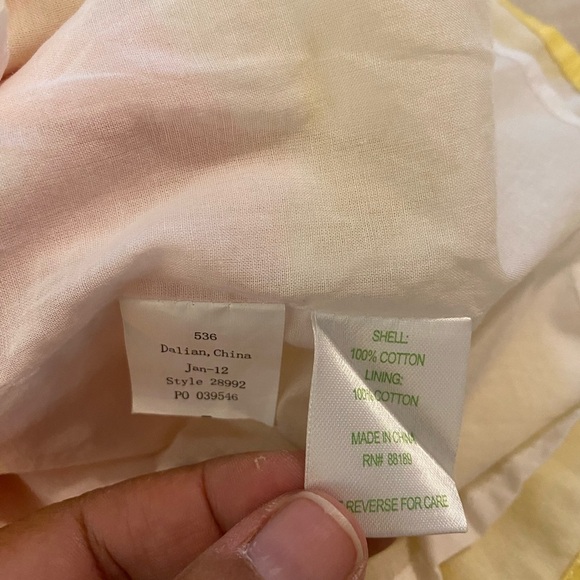 536
Dalian, China
Jan-12
Style 28992
PO 039546
SHELL:
100% COTTON
LINING:
100% COTTON
MADE IN CHINA
RN# 88189
REVERSE FOR CARE